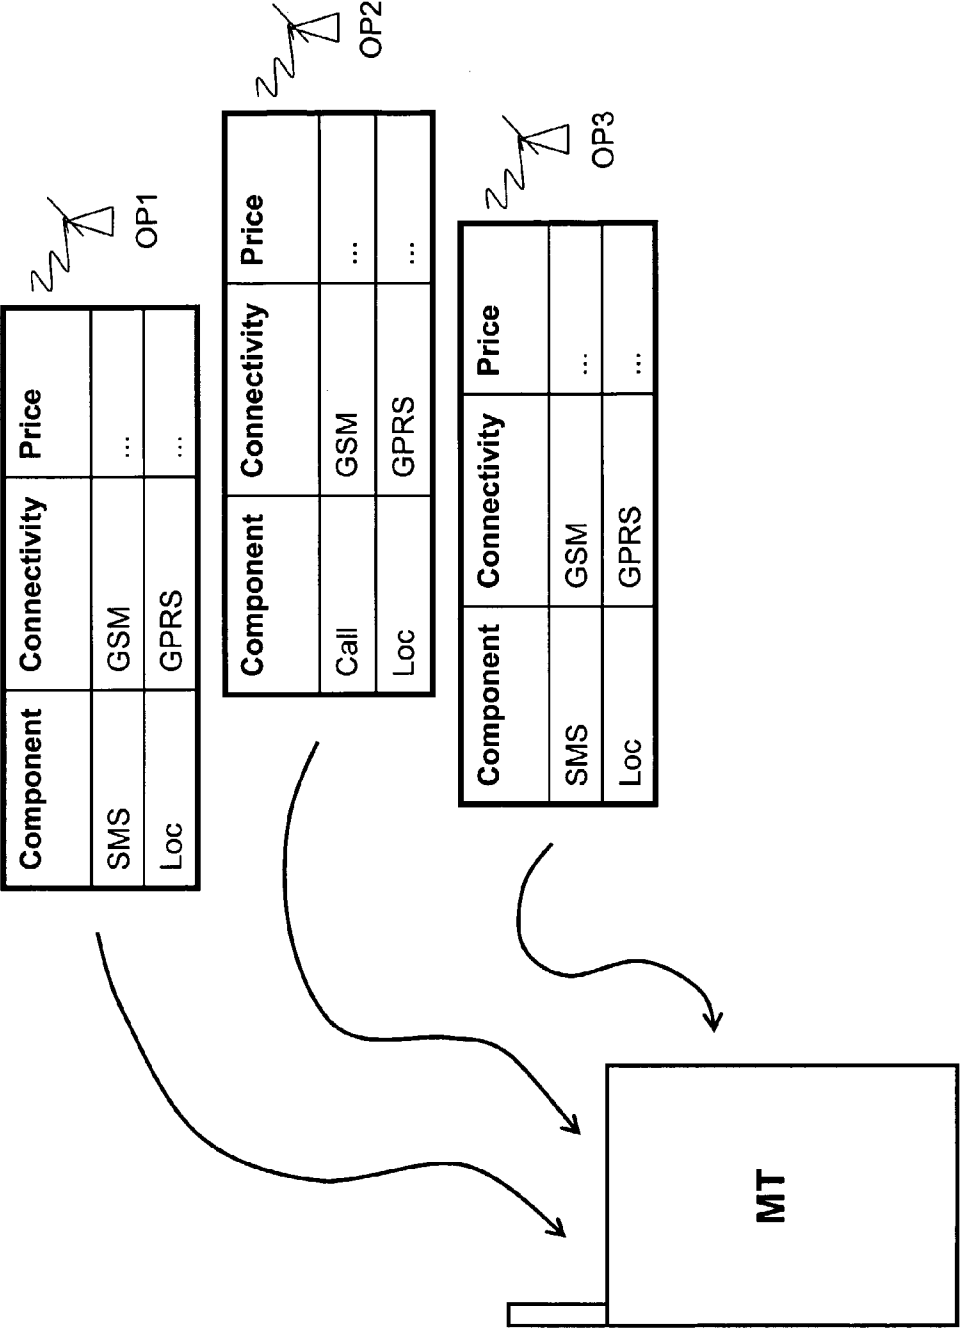 Component Connectivity Price
SMS GSM ...
Loc GPRS ...
OP1
Component Connectivity Price
Call GSM ...
Loc GPRS ...
OP2
Component Connectivity Price
SMS GSM ...
Loc GPRS ...
OP3
MT